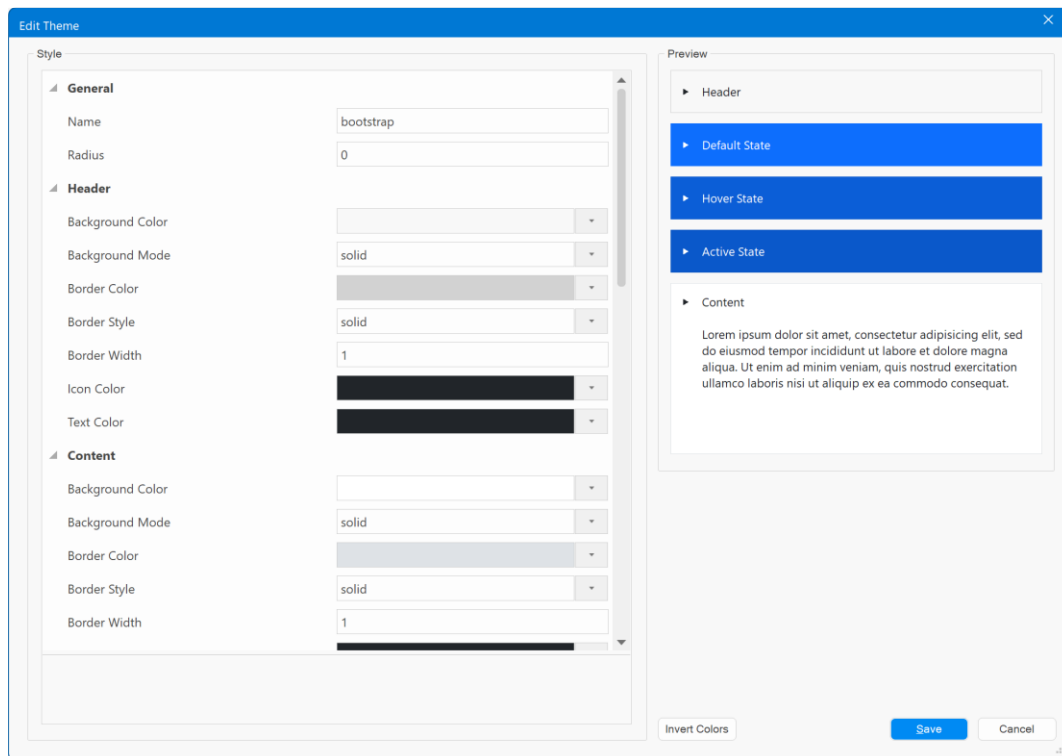 Edit Theme
Style
General
Name bootstrap
Radius 0
Header
Background Color
Background Mode solid
Border Color
Border Style solid
Border Width 1
Icon Color
Text Color
Content
Background Color
Background Mode solid
Border Color
Border Style solid
Border Width 1
Preview
Header
Default State
Hover State
Active State
Content
Lorem ipsum dolor sit amet, consectetur adipisicing elit, sed
do eiusmod tempor incididunt ut labore et dolore magna
aliqua. Ut enim ad minim veniam, quis nostrud exercitation
ullamco laboris nisi ut aliquip ex ea commodo consequat.
Invert Colors
Save
Cancel